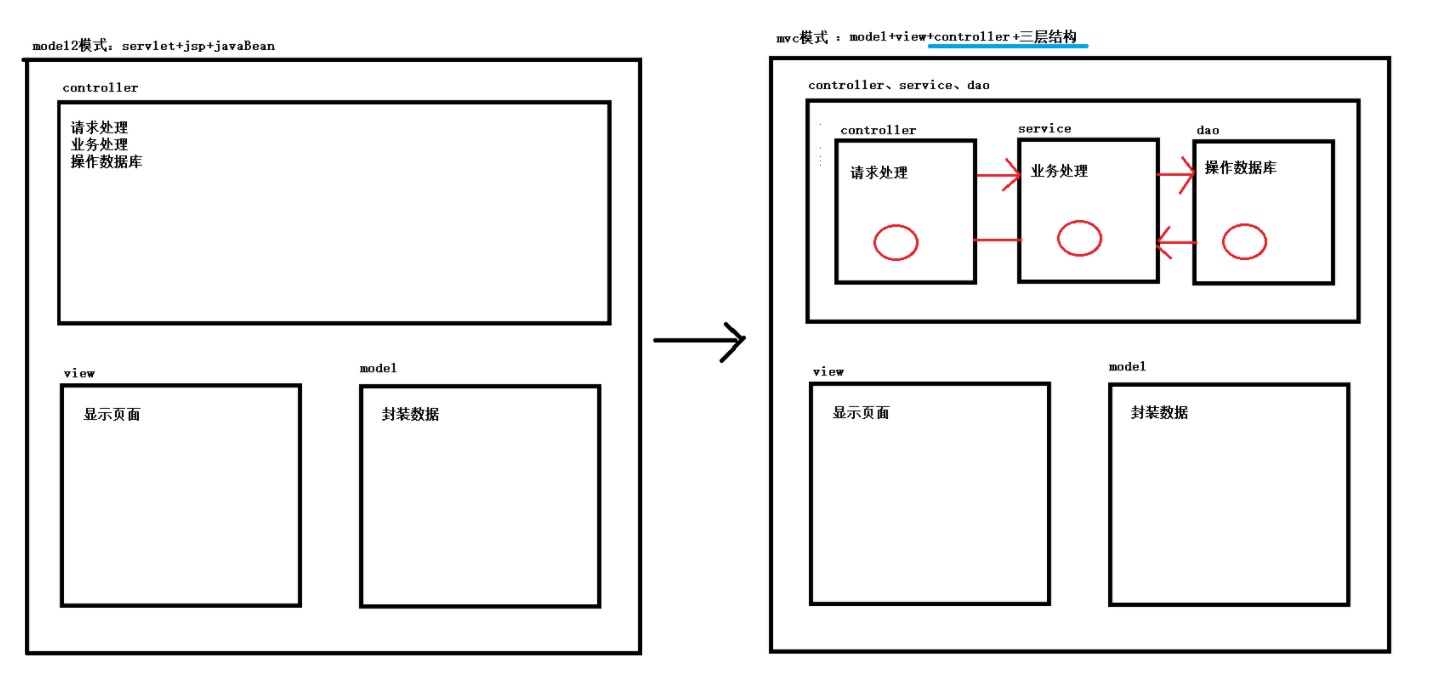 model2模式：servlet+jsp+javaBean
controller
请求处理
业务处理
操作数据库
view
显示页面
model
封装数据
mvc模式 ：model+view+controller+三层结构
controller、service、dao
controller
请求处理
service
业务处理
dao
操作数据库
view
显示页面
model
封装数据